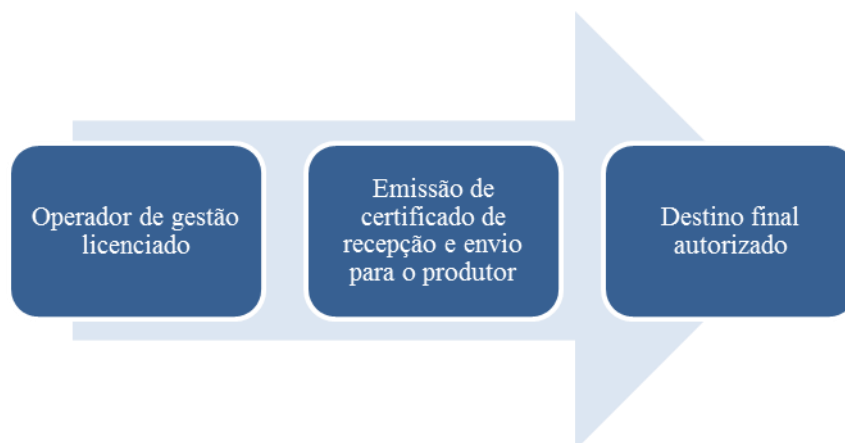 Operador de gestão
licenciado
Emissão de
certificado de
recepção e envio
para o produtor
Destino final
autorizado